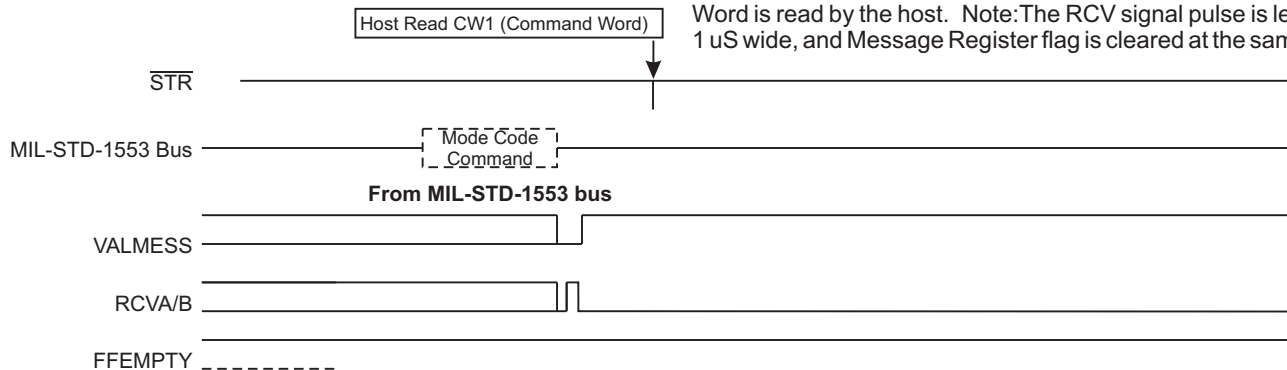 Host Read CW1 (Command Word)
Word is read by the host. Note:The RCV signal pulse is
1 uS wide, and Message Register flag is cleared at the
STR
MIL-STD-1553 Bus
Mode Code
Command
From MIL-STD-1553 bus
VALMESS
RCVA/B
FFEMPTY